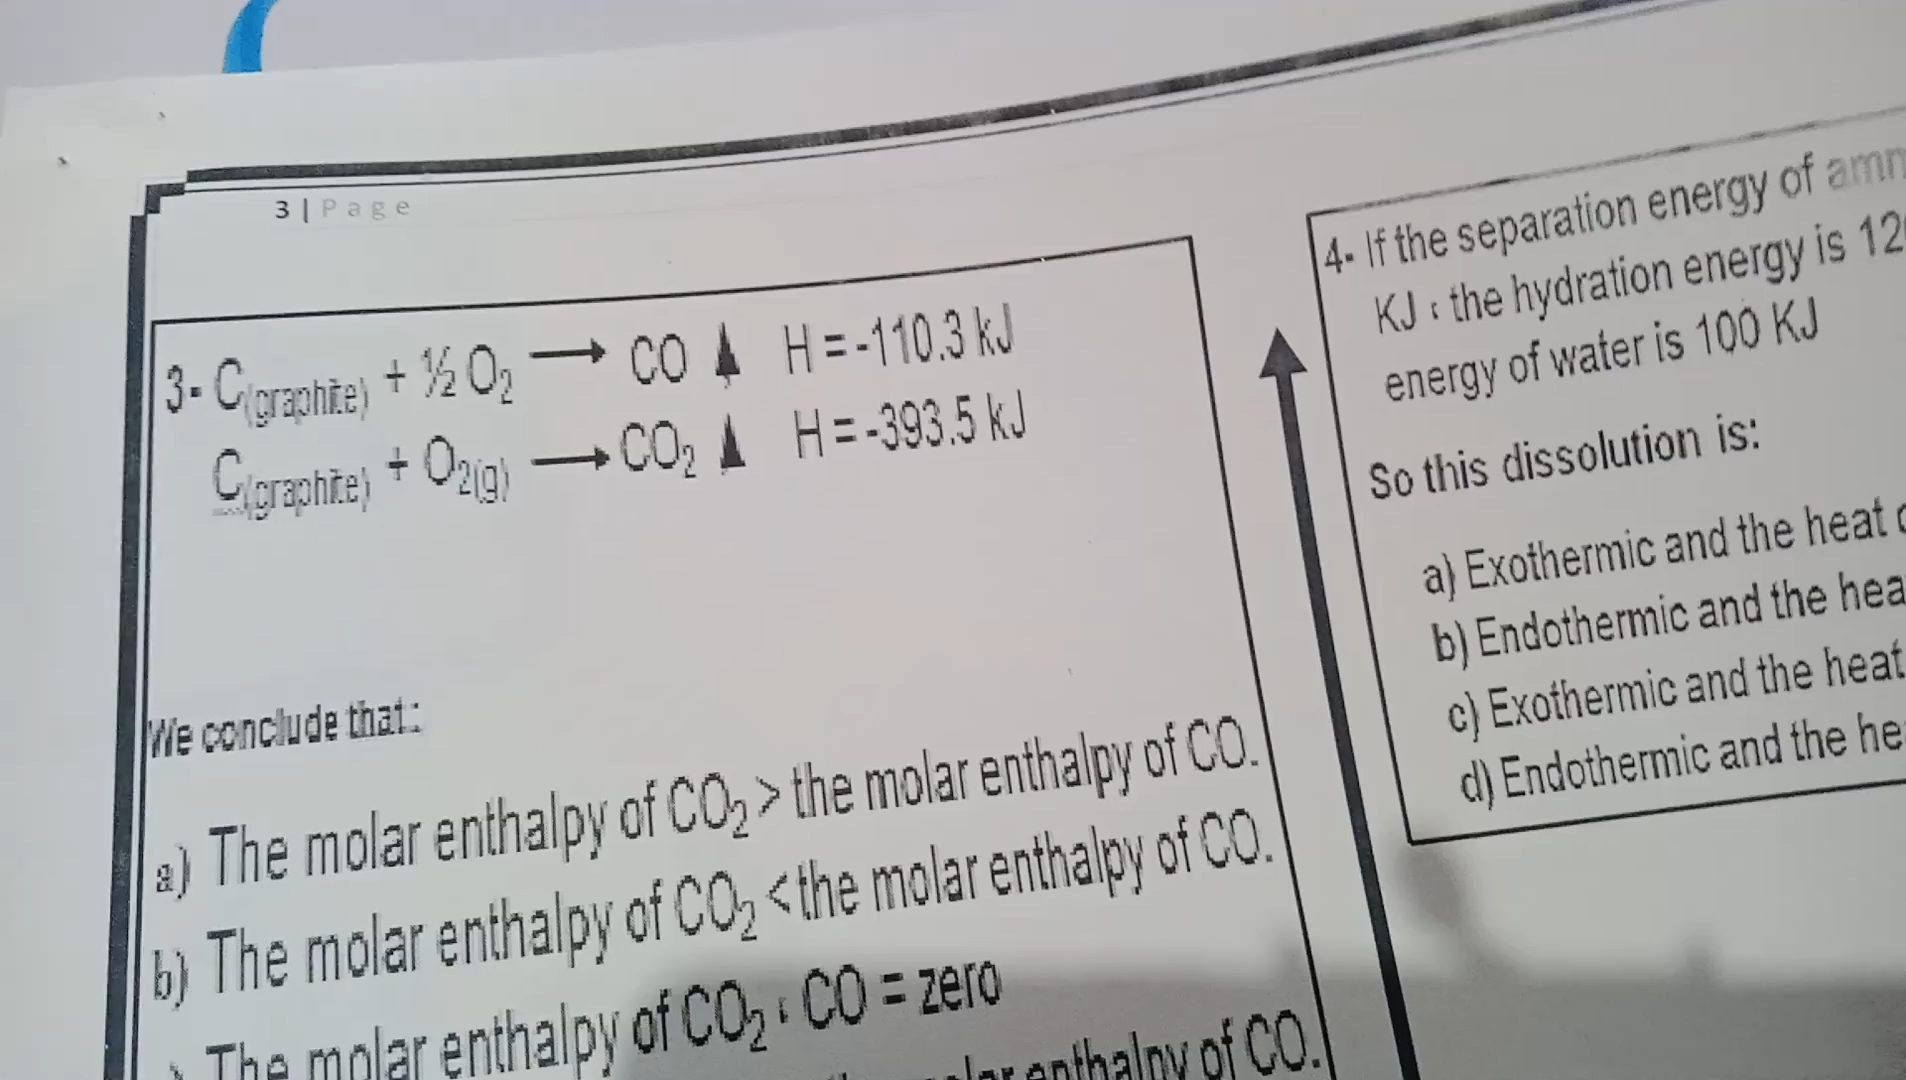 3 | Page
3- C(graphite) + ½ O₂ → CO ▲ H = -110.3 kJ
C(graphite) + O₂(g) → CO₂ ▲ H = -393.5 kJ
We conclude that:
a) The molar enthalpy of CO₂ > the molar enthalpy of CO.
b) The molar enthalpy of CO₂ < the molar enthalpy of CO.
The molar enthalpy of CO₂ ، CO = zero
enthalpy of CO.
4- If the separation energy of
KJ ، the hydration energy is
energy of water is 100 KJ
So this dissolution is:
a) Exothermic and the heat
b) Endothermic and the
c) Exothermic and the heat
d) Endothermic and the